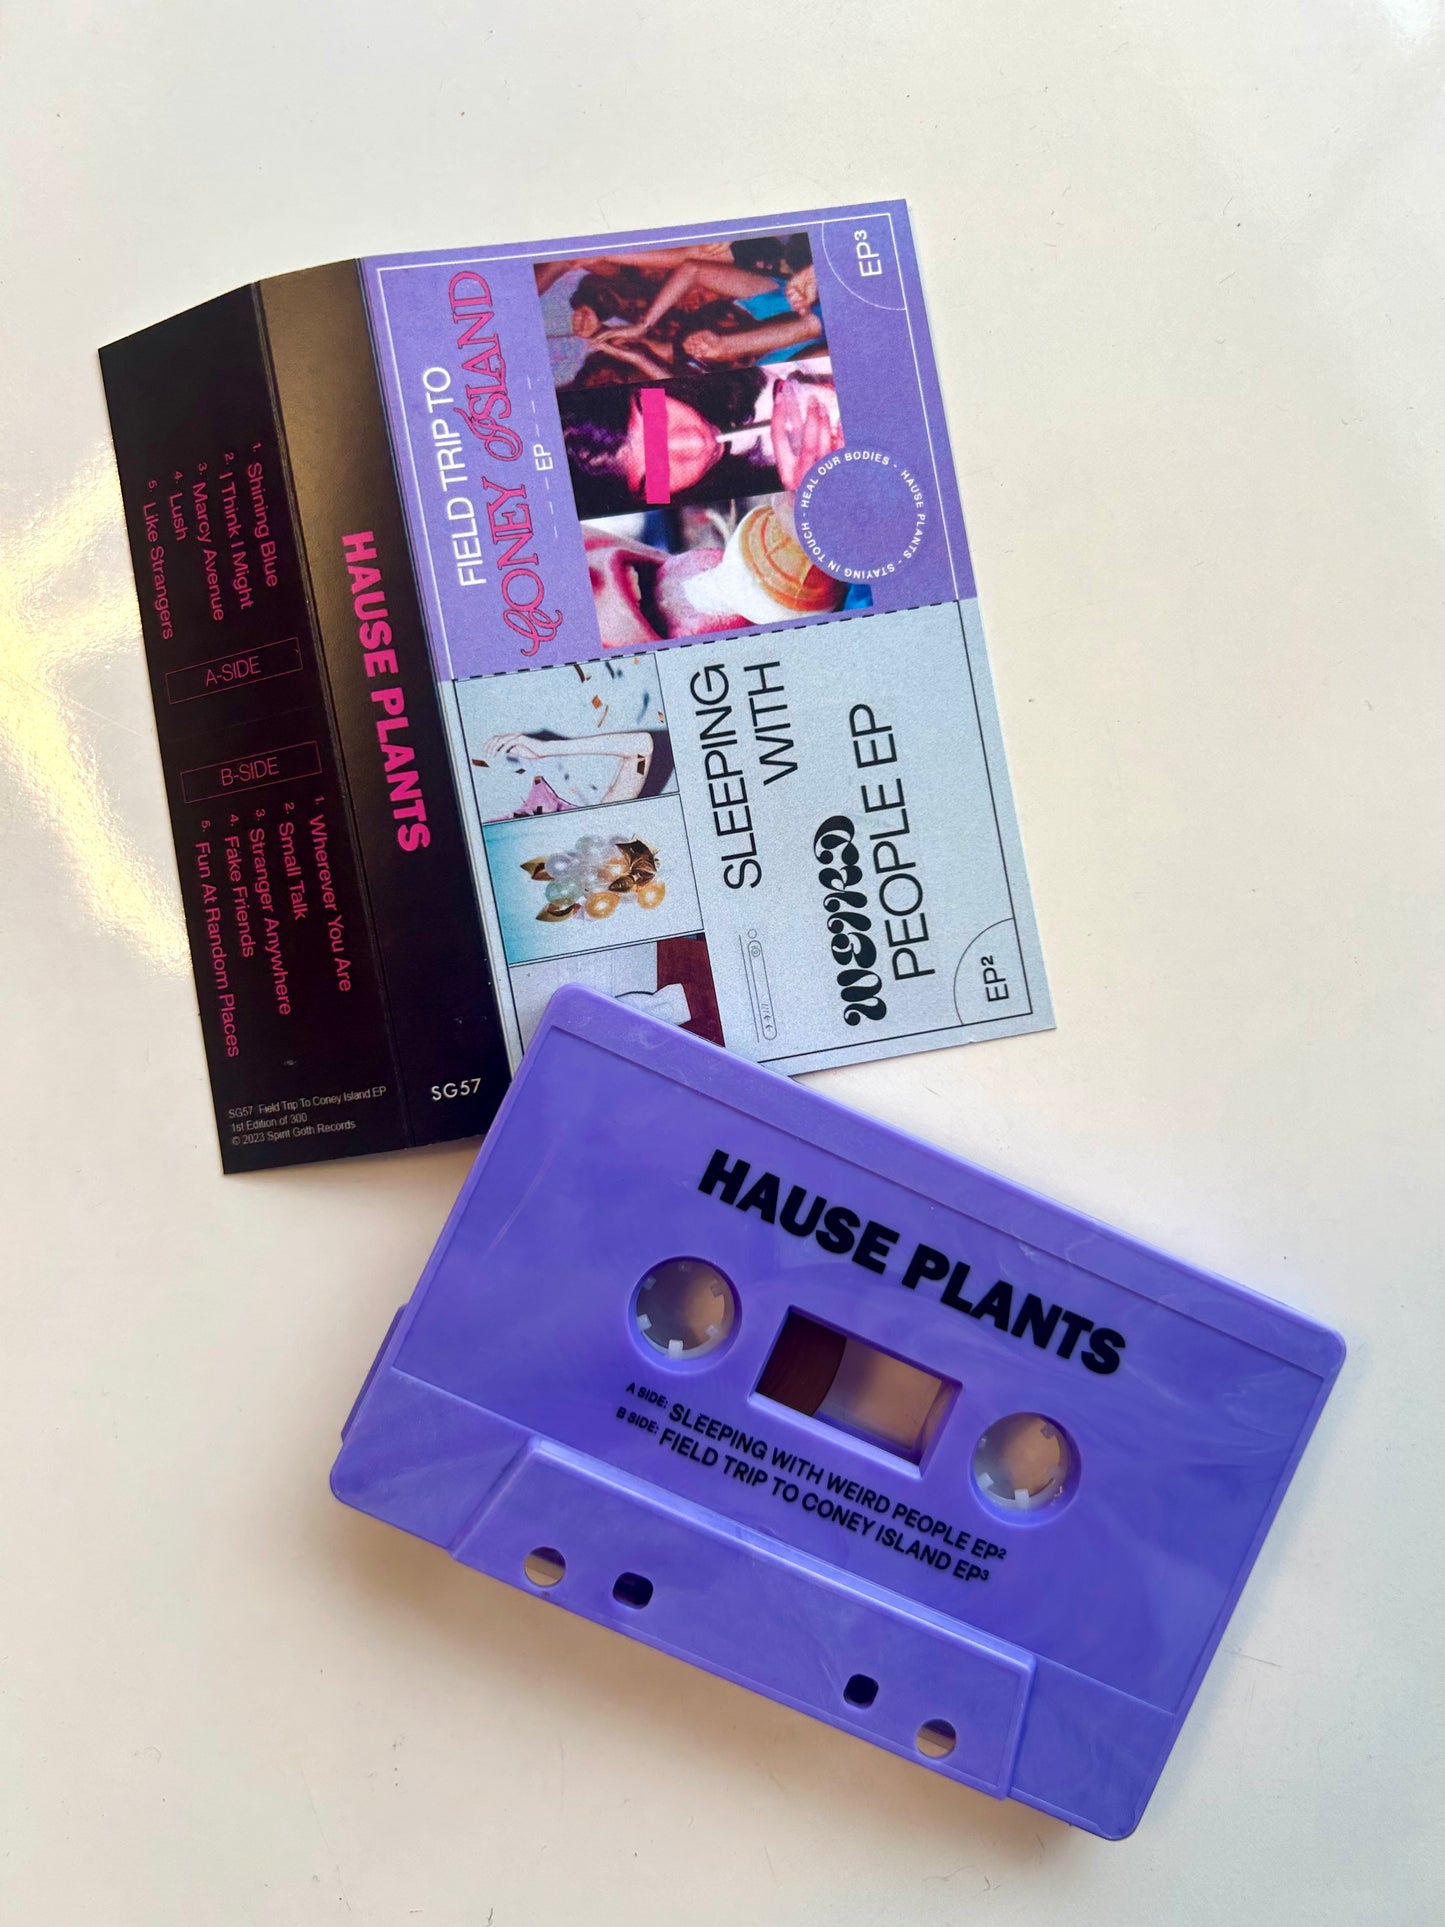 1. Shining Blue
2. I Think I Might
3. Marcy Avenue
4. Lush
5. Like Strangers
A-SIDE
B-SIDE
1. Wherever You Are
2. Small Talk
3. Stranger Anywhere
4. Fake Friends
5. Fun At Random Places
SG57 Field Trip To Coney Island EP
1st Edition of 300
© 2023 Spirit Goth Records
HAUSE PLANTS
SG57
FIELD TRIP TO
CONEY ISLAND
EP
HEAL OUR BODIES - HAUSE PLANTS - STAYING IN TOUCH -
EP³
SLEEPING
WITH
WEIRD
PEOPLE EP
EP²
HAUSE PLANTS
A SIDE: SLEEPING WITH WEIRD PEOPLE EP²
B SIDE: FIELD TRIP TO CONEY ISLAND EP³